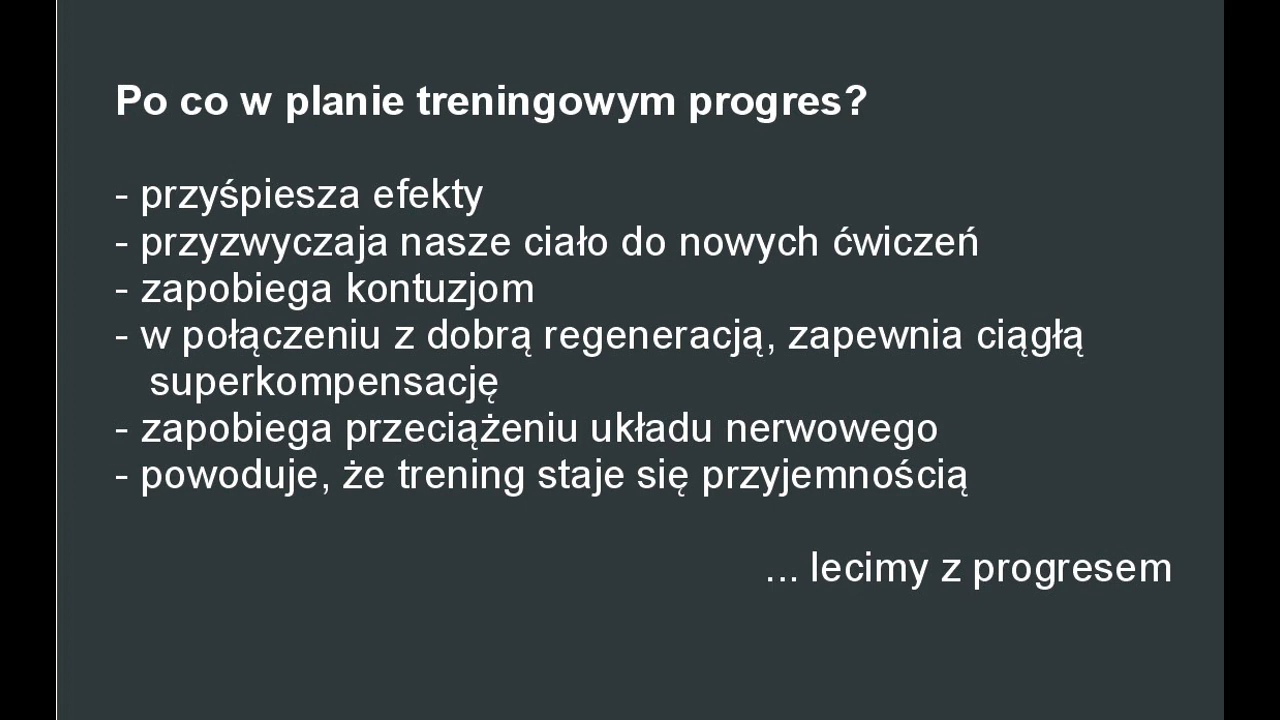 Po co w planie treningowym progres?
- przyśpiesza efekty
- przyzwyczaja nasze ciało do nowych ćwiczeń
- zapobiega kontuzjom
- w połączeniu z dobrą regeneracją, zapewnia ciągłą
superkompensację
- zapobiega przeciążeniu układu nerwowego
- powoduje, że trening staje się przyjemnością
... lecimy z progresem